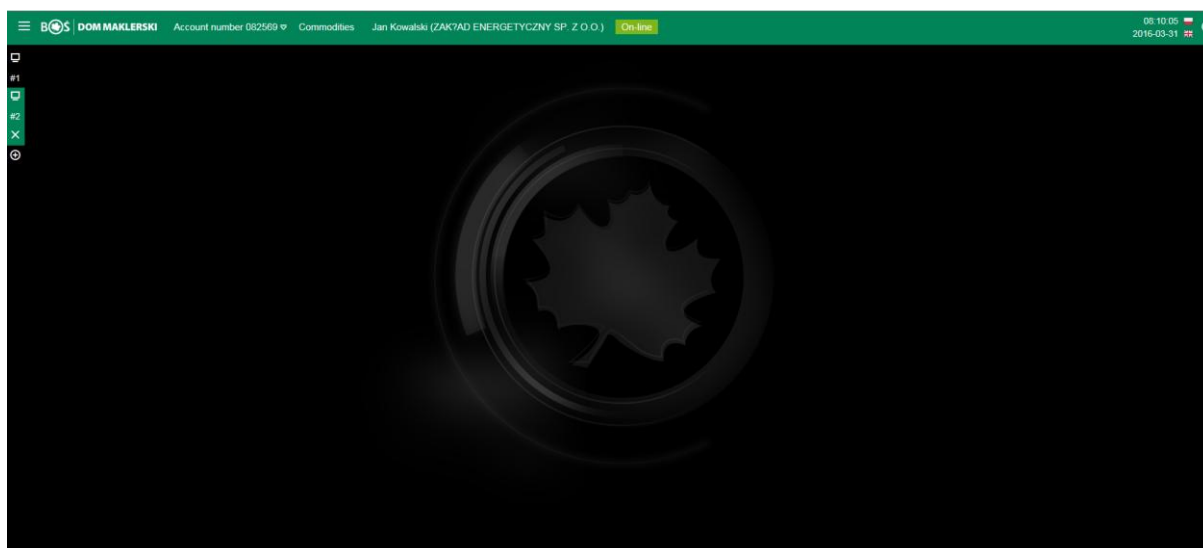 BOŚ DOM MAKLERSKI Account number 082569 Commodities Jan Kowalski (ZAK?AD ENERGETYCZNY SP. Z O.O.) On-line 08:10:05
2016-03-31
#1
#2